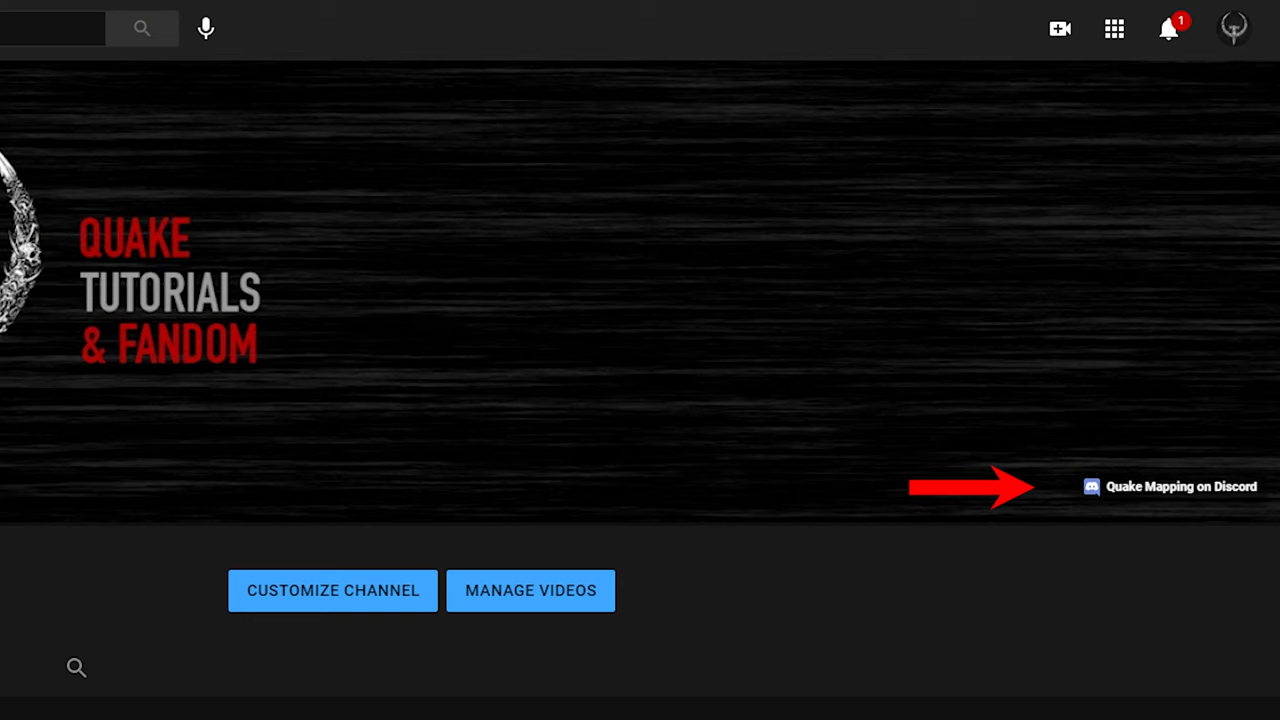 1
QUAKE
TUTORIALS
& FANDOM
Quake Mapping on Discord
CUSTOMIZE CHANNEL
MANAGE VIDEOS